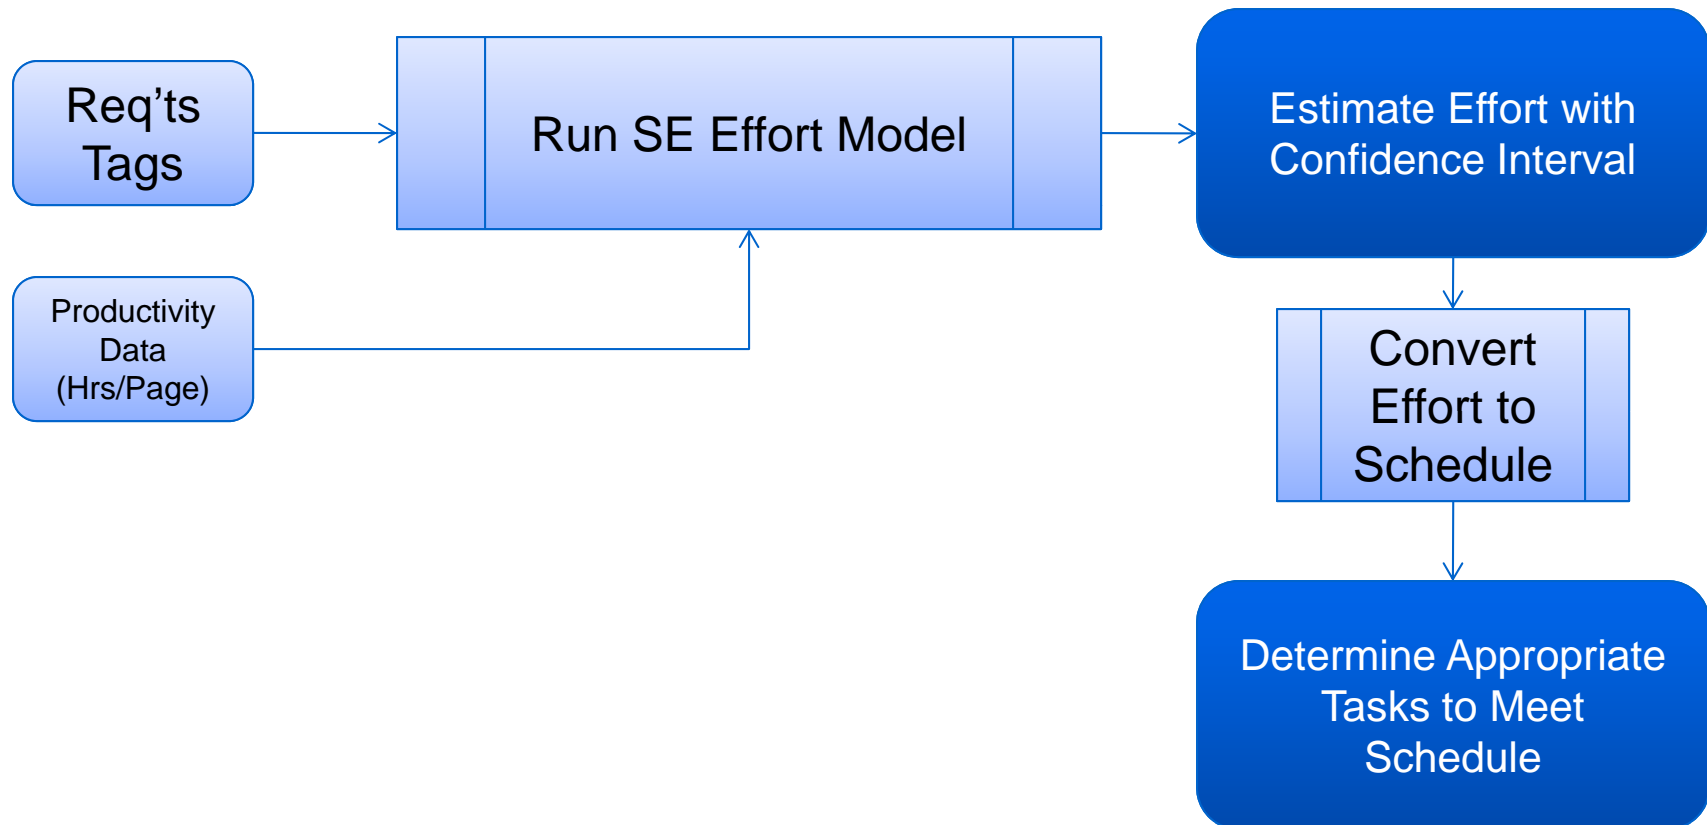 Req’ts
Tags
Run SE Effort Model
Estimate Effort with
Confidence Interval
Productivity
Data
(Hrs/Page)
Convert
Effort to
Schedule
Determine Appropriate
Tasks to Meet
Schedule